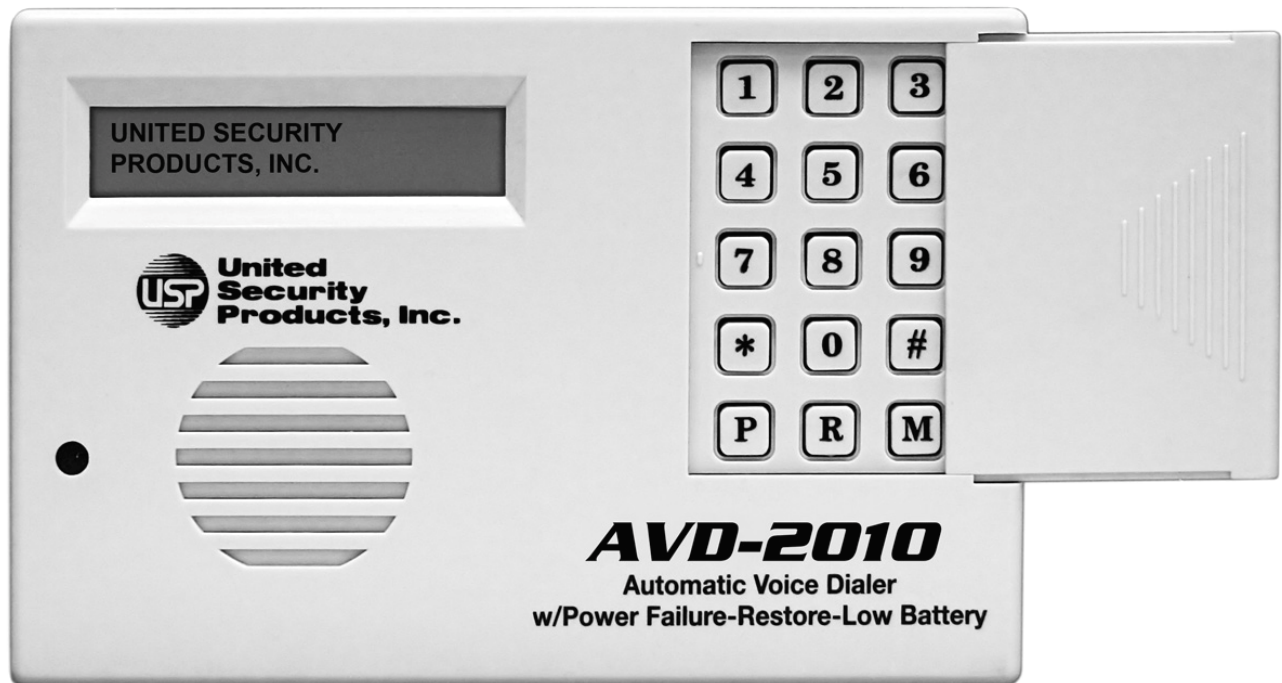 UNITED SECURITY
PRODUCTS, INC.
USP
United
Security
Products, Inc.
1 2 3
4 5 6
7 8 9
* 0 #
P R M
AVD-2010
Automatic Voice Dialer
w/Power Failure-Restore-Low Battery